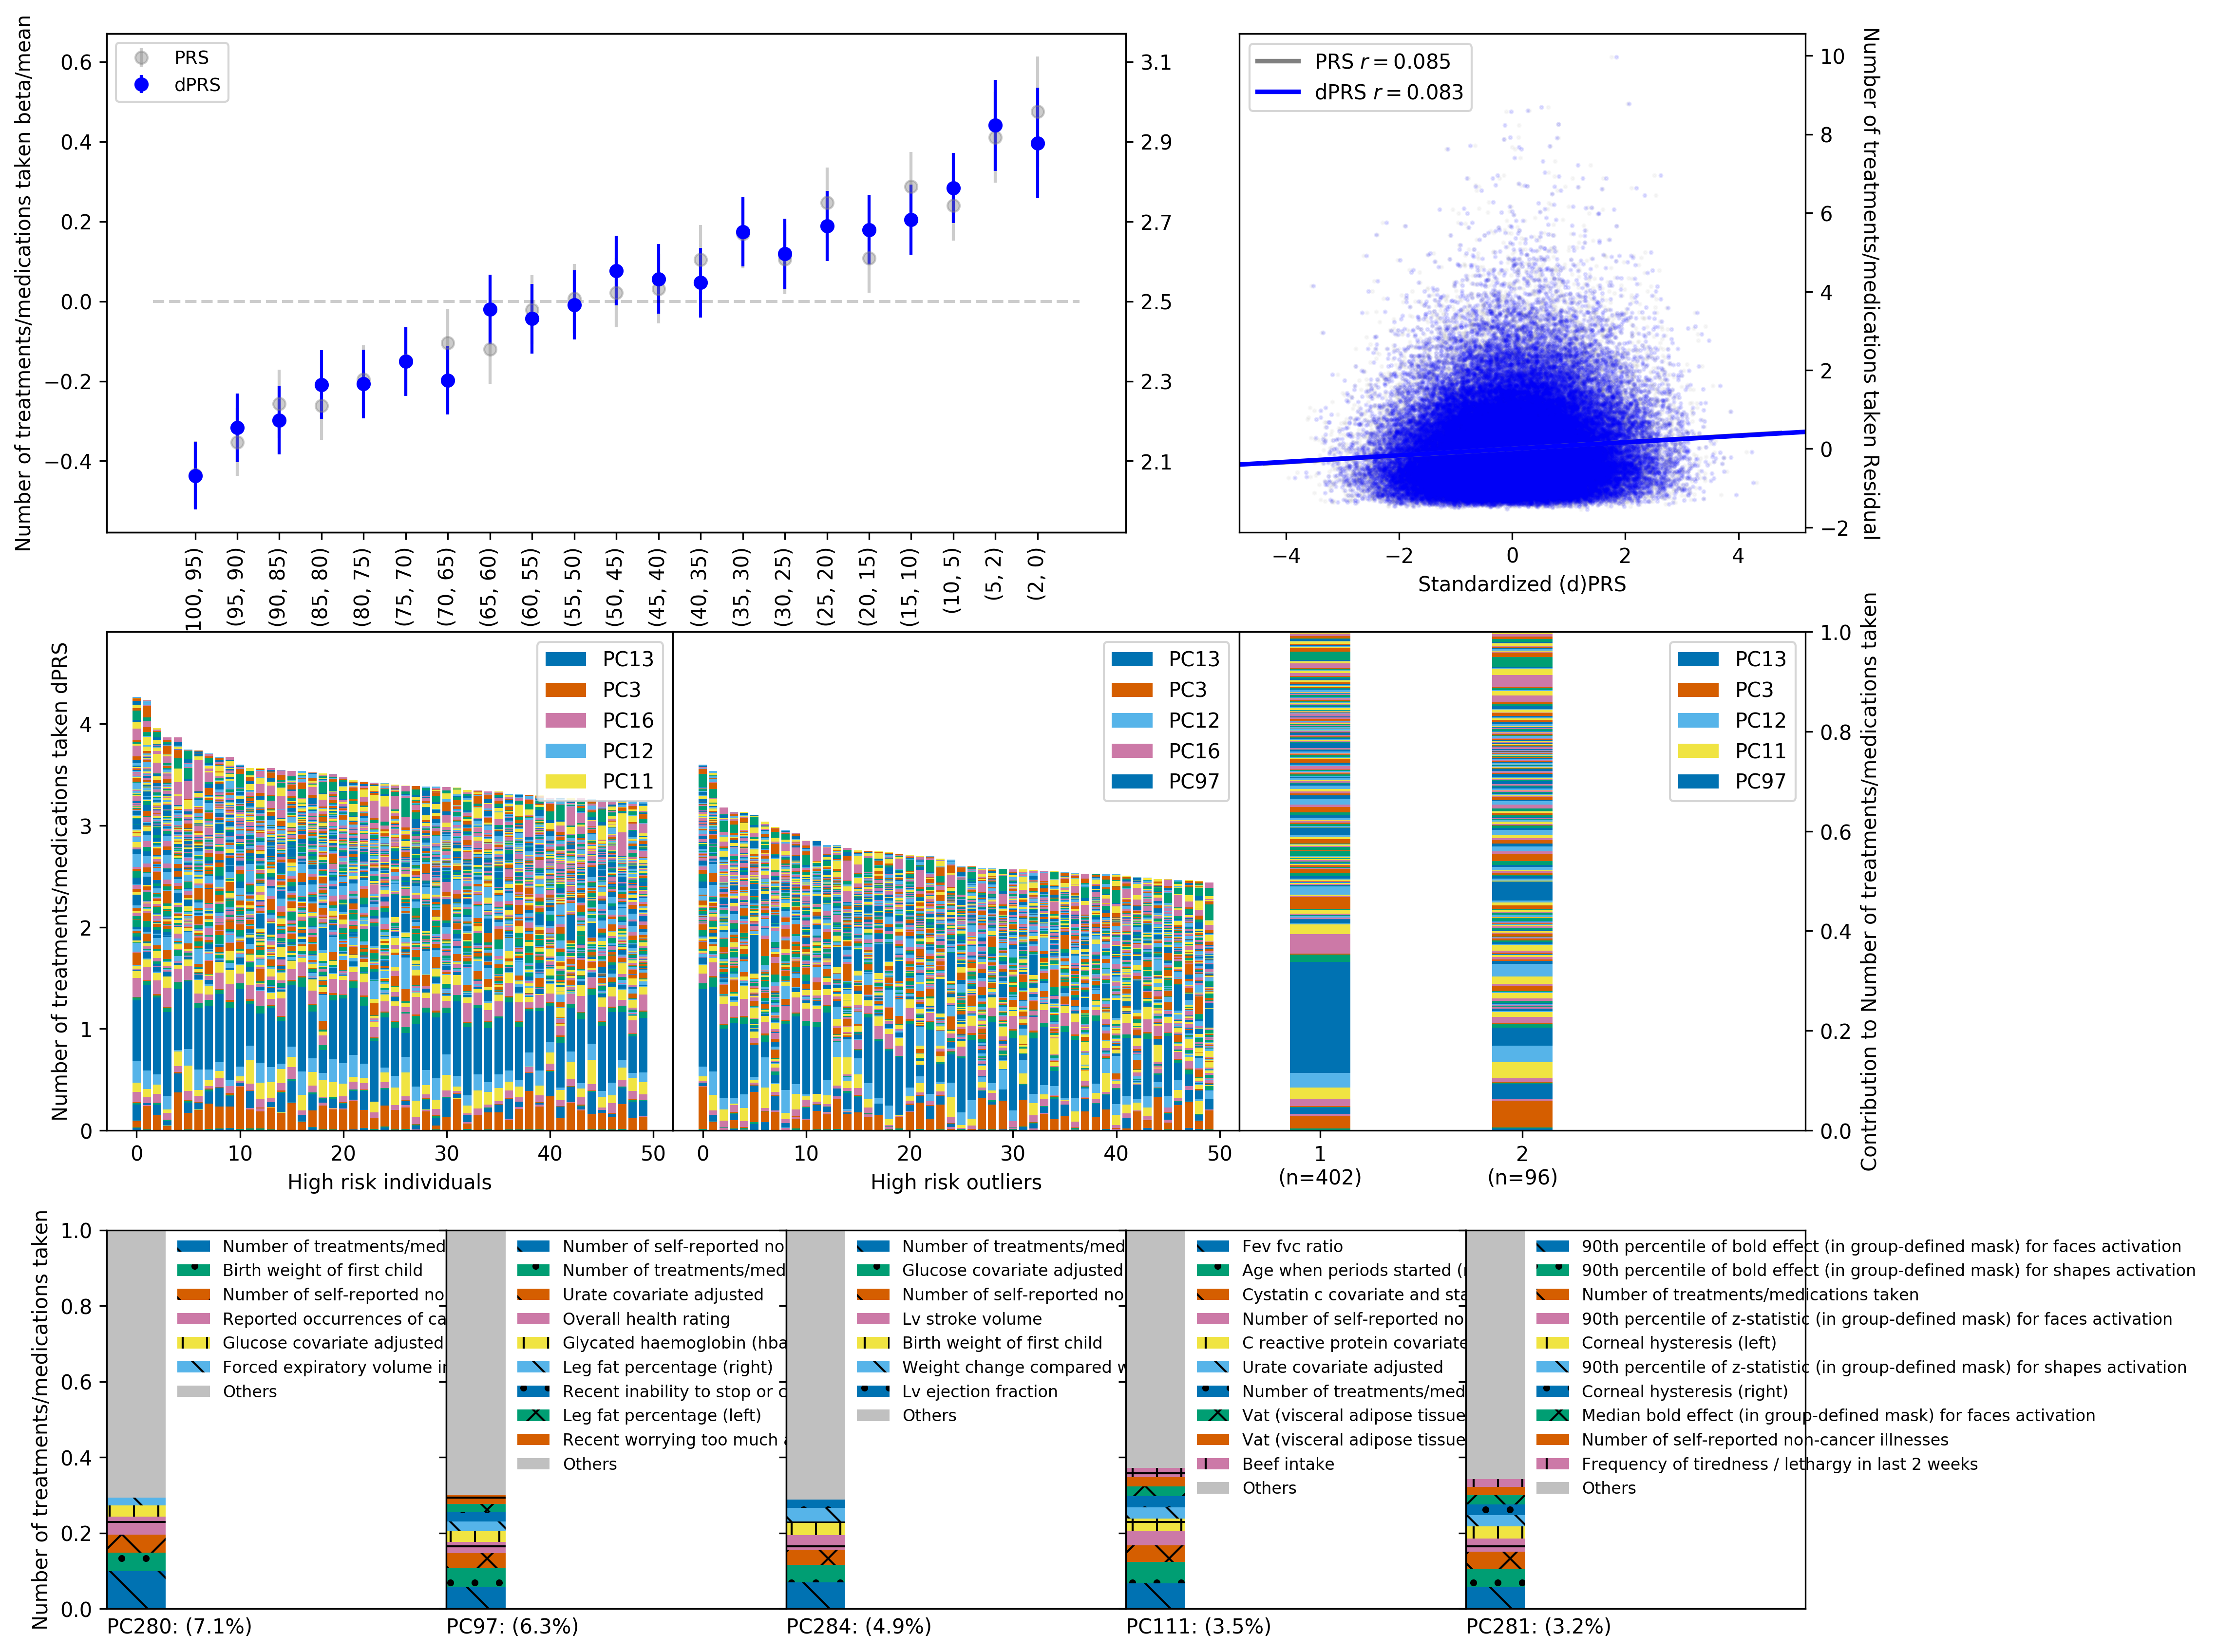 Number of treatments/medications taken beta/mean
0.6
0.4
0.2
0.0
−0.2
−0.4
PRS
dPRS
3.1
2.9
2.7
2.5
2.3
2.1
100, 95)
(95, 90)
(90, 85)
(85, 80)
(80, 75)
(75, 70)
(70, 65)
(65, 60)
(60, 55)
(55, 50)
(50, 45)
(45, 40)
(40, 35)
(35, 30)
(30, 25)
(25, 20)
(20, 15)
(15, 10)
(10, 5)
(5, 2)
(2, 0)
PRS r = 0.085
dPRS r = 0.083
10
8
6
4
2
0
−2
Number of treatments/medications taken Residual
−4
−2
0
2
4
Standardized (d)PRS
Number of treatments/medications taken dPRS
4
3
2
1
0
PC13
PC3
PC16
PC12
PC11
0
10
20
30
40
50
High risk individuals
PC13
PC3
PC12
PC16
PC97
0
10
20
30
40
50
High risk outliers
PC13
PC3
PC12
PC11
PC97
1
(n=402)
2
(n=96)
1.0
0.8
0.6
0.4
0.2
0.0
Contribution to Number of treatments/medications taken
Number of treatments/medications taken
1.0
0.8
0.6
0.4
0.2
0.0
Number of treatments/med
Birth weight of first child
Number of self-reported no
Reported occurrences of ca
Glucose covariate adjusted
Forced expiratory volume i
Others
PC280: (7.1%)
Number of self-reported no
Number of treatments/med
Urate covariate adjusted
Overall health rating
Glycated haemoglobin (hba
Leg fat percentage (right)
Recent inability to stop or c
Leg fat percentage (left)
Recent worrying too much
Others
PC97: (6.3%)
Number of treatments/med
Glucose covariate adjusted
Number of self-reported no
Lv stroke volume
Birth weight of first child
Weight change compared w
Lv ejection fraction
Others
PC284: (4.9%)
Fev fvc ratio
Age when periods started (
Cystatin c covariate and sta
Number of self-reported no
C reactive protein covariate
Urate covariate adjusted
Number of treatments/med
Vat (visceral adipose tissue
Vat (visceral adipose tissue
Beef intake
Others
PC111: (3.5%)
90th percentile of bold effect (in group-defined mask) for faces activation
90th percentile of bold effect (in group-defined mask) for shapes activation
Number of treatments/medications taken
90th percentile of z-statistic (in group-defined mask) for faces activation
Corneal hysteresis (left)
90th percentile of z-statistic (in group-defined mask) for shapes activation
Corneal hysteresis (right)
Median bold effect (in group-defined mask) for faces activation
Number of self-reported non-cancer illnesses
Frequency of tiredness / lethargy in last 2 weeks
Others
PC281: (3.2%)